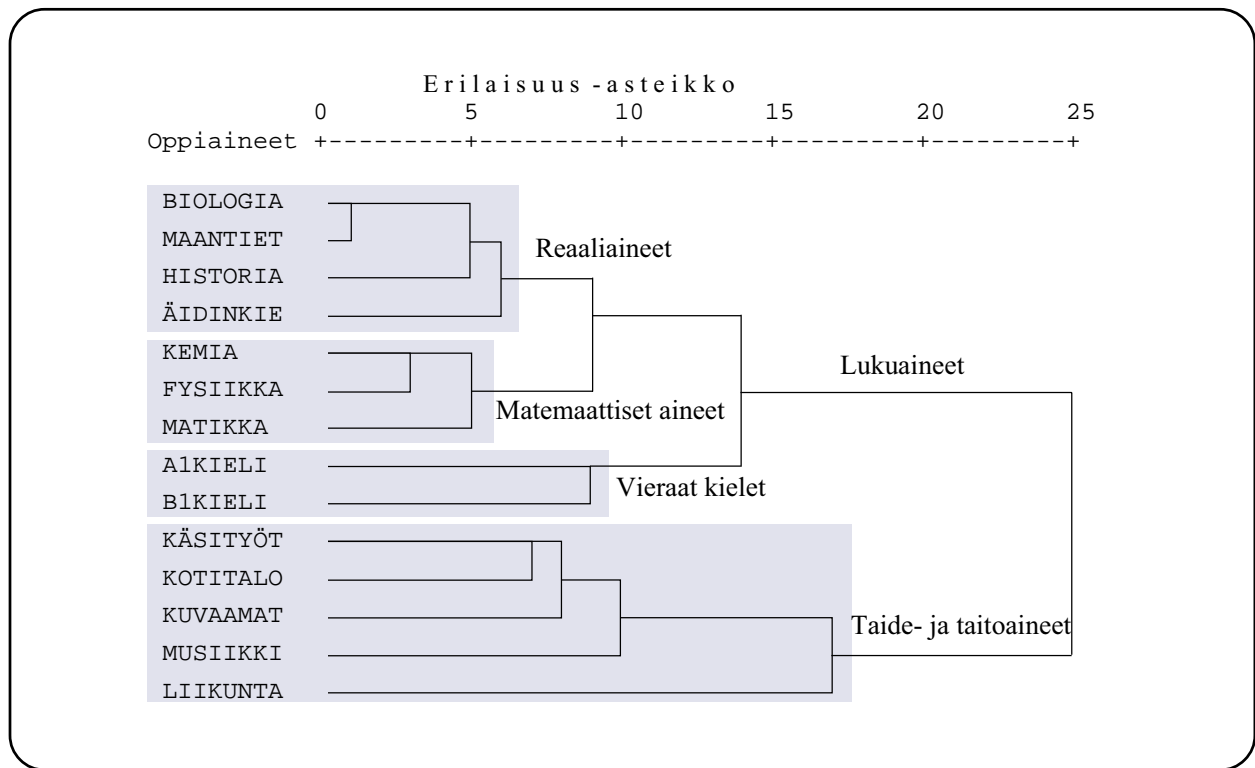 Erilaisuus -asteikko
0 5 10 15 20 25
Oppiaineet +---------+---------+---------+---------+---------+
BIOLOGIA
MAANTIET
Reaaliaineet
HISTORIA
ÄIDINKIE
KEMIA
Lukuaineet
FYSIIKKA
Matemaattiset aineet
MATIKKA
A1KIELI
Vieraat kielet
B1KIELI
KÄSITYÖT
KOTITALO
KUVAAMAT
Taide- ja taitoaineet
MUSIIKKI
LIIKUNTA